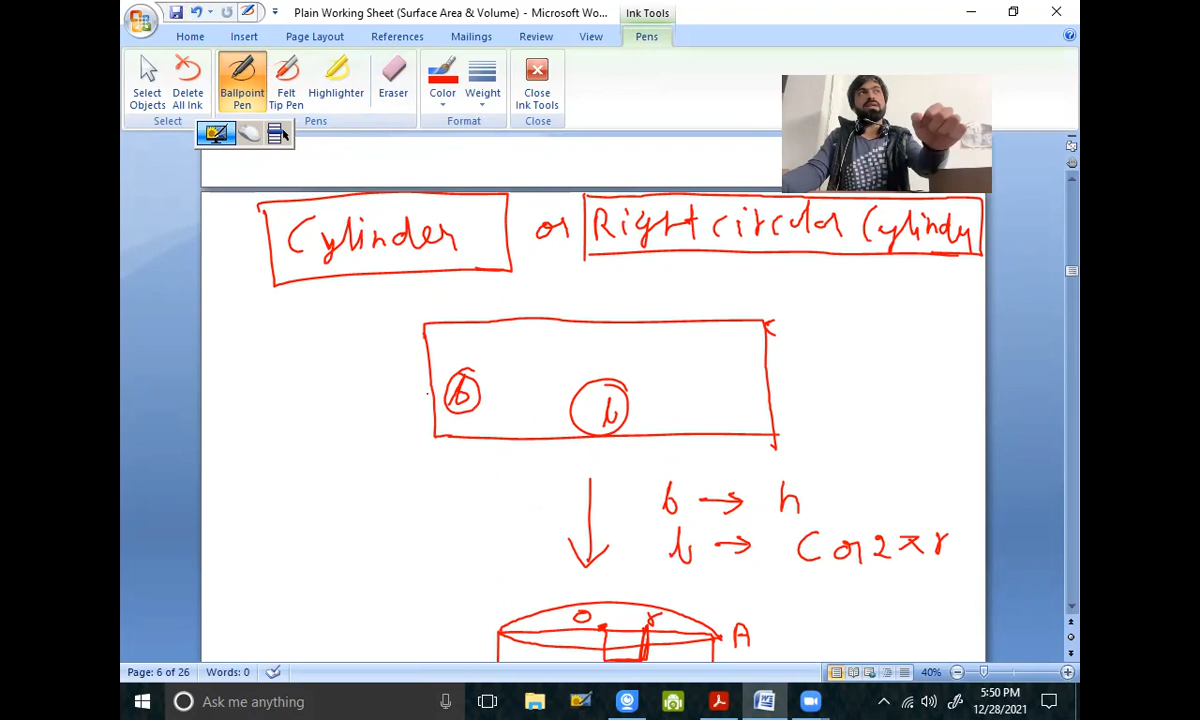 Plain Working Sheet (Surface Area & Volume) - Microsoft Wo...
Ink Tools
Home Insert Page Layout References Mailings Review View Pens
Select Objects
Delete All Ink
Ballpoint Pen
Felt Tip Pen
Highlighter
Eraser
Color
Weight
Close Ink Tools
Select Pens Format Close
Cylinder or Right circular Cylinder
b
l
b → h
l → C or 2πr
O r A
Page: 6 of 26 Words: 0 40%
Ask me anything
5:50 PM
12/28/2021